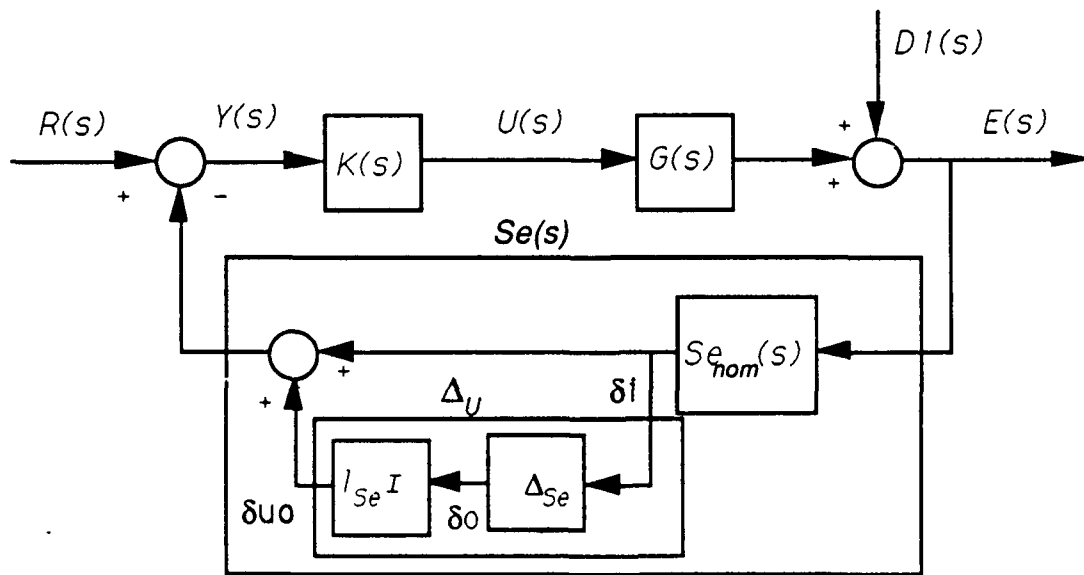 D1(s)
R(s)
Y(s)
K(s)
U(s)
G(s)
E(s)
+
-
+
+
Se(s)
Se_nom(s)
+
+
Δ_U
δi
l_Se I
Δ_Se
δuo
δo